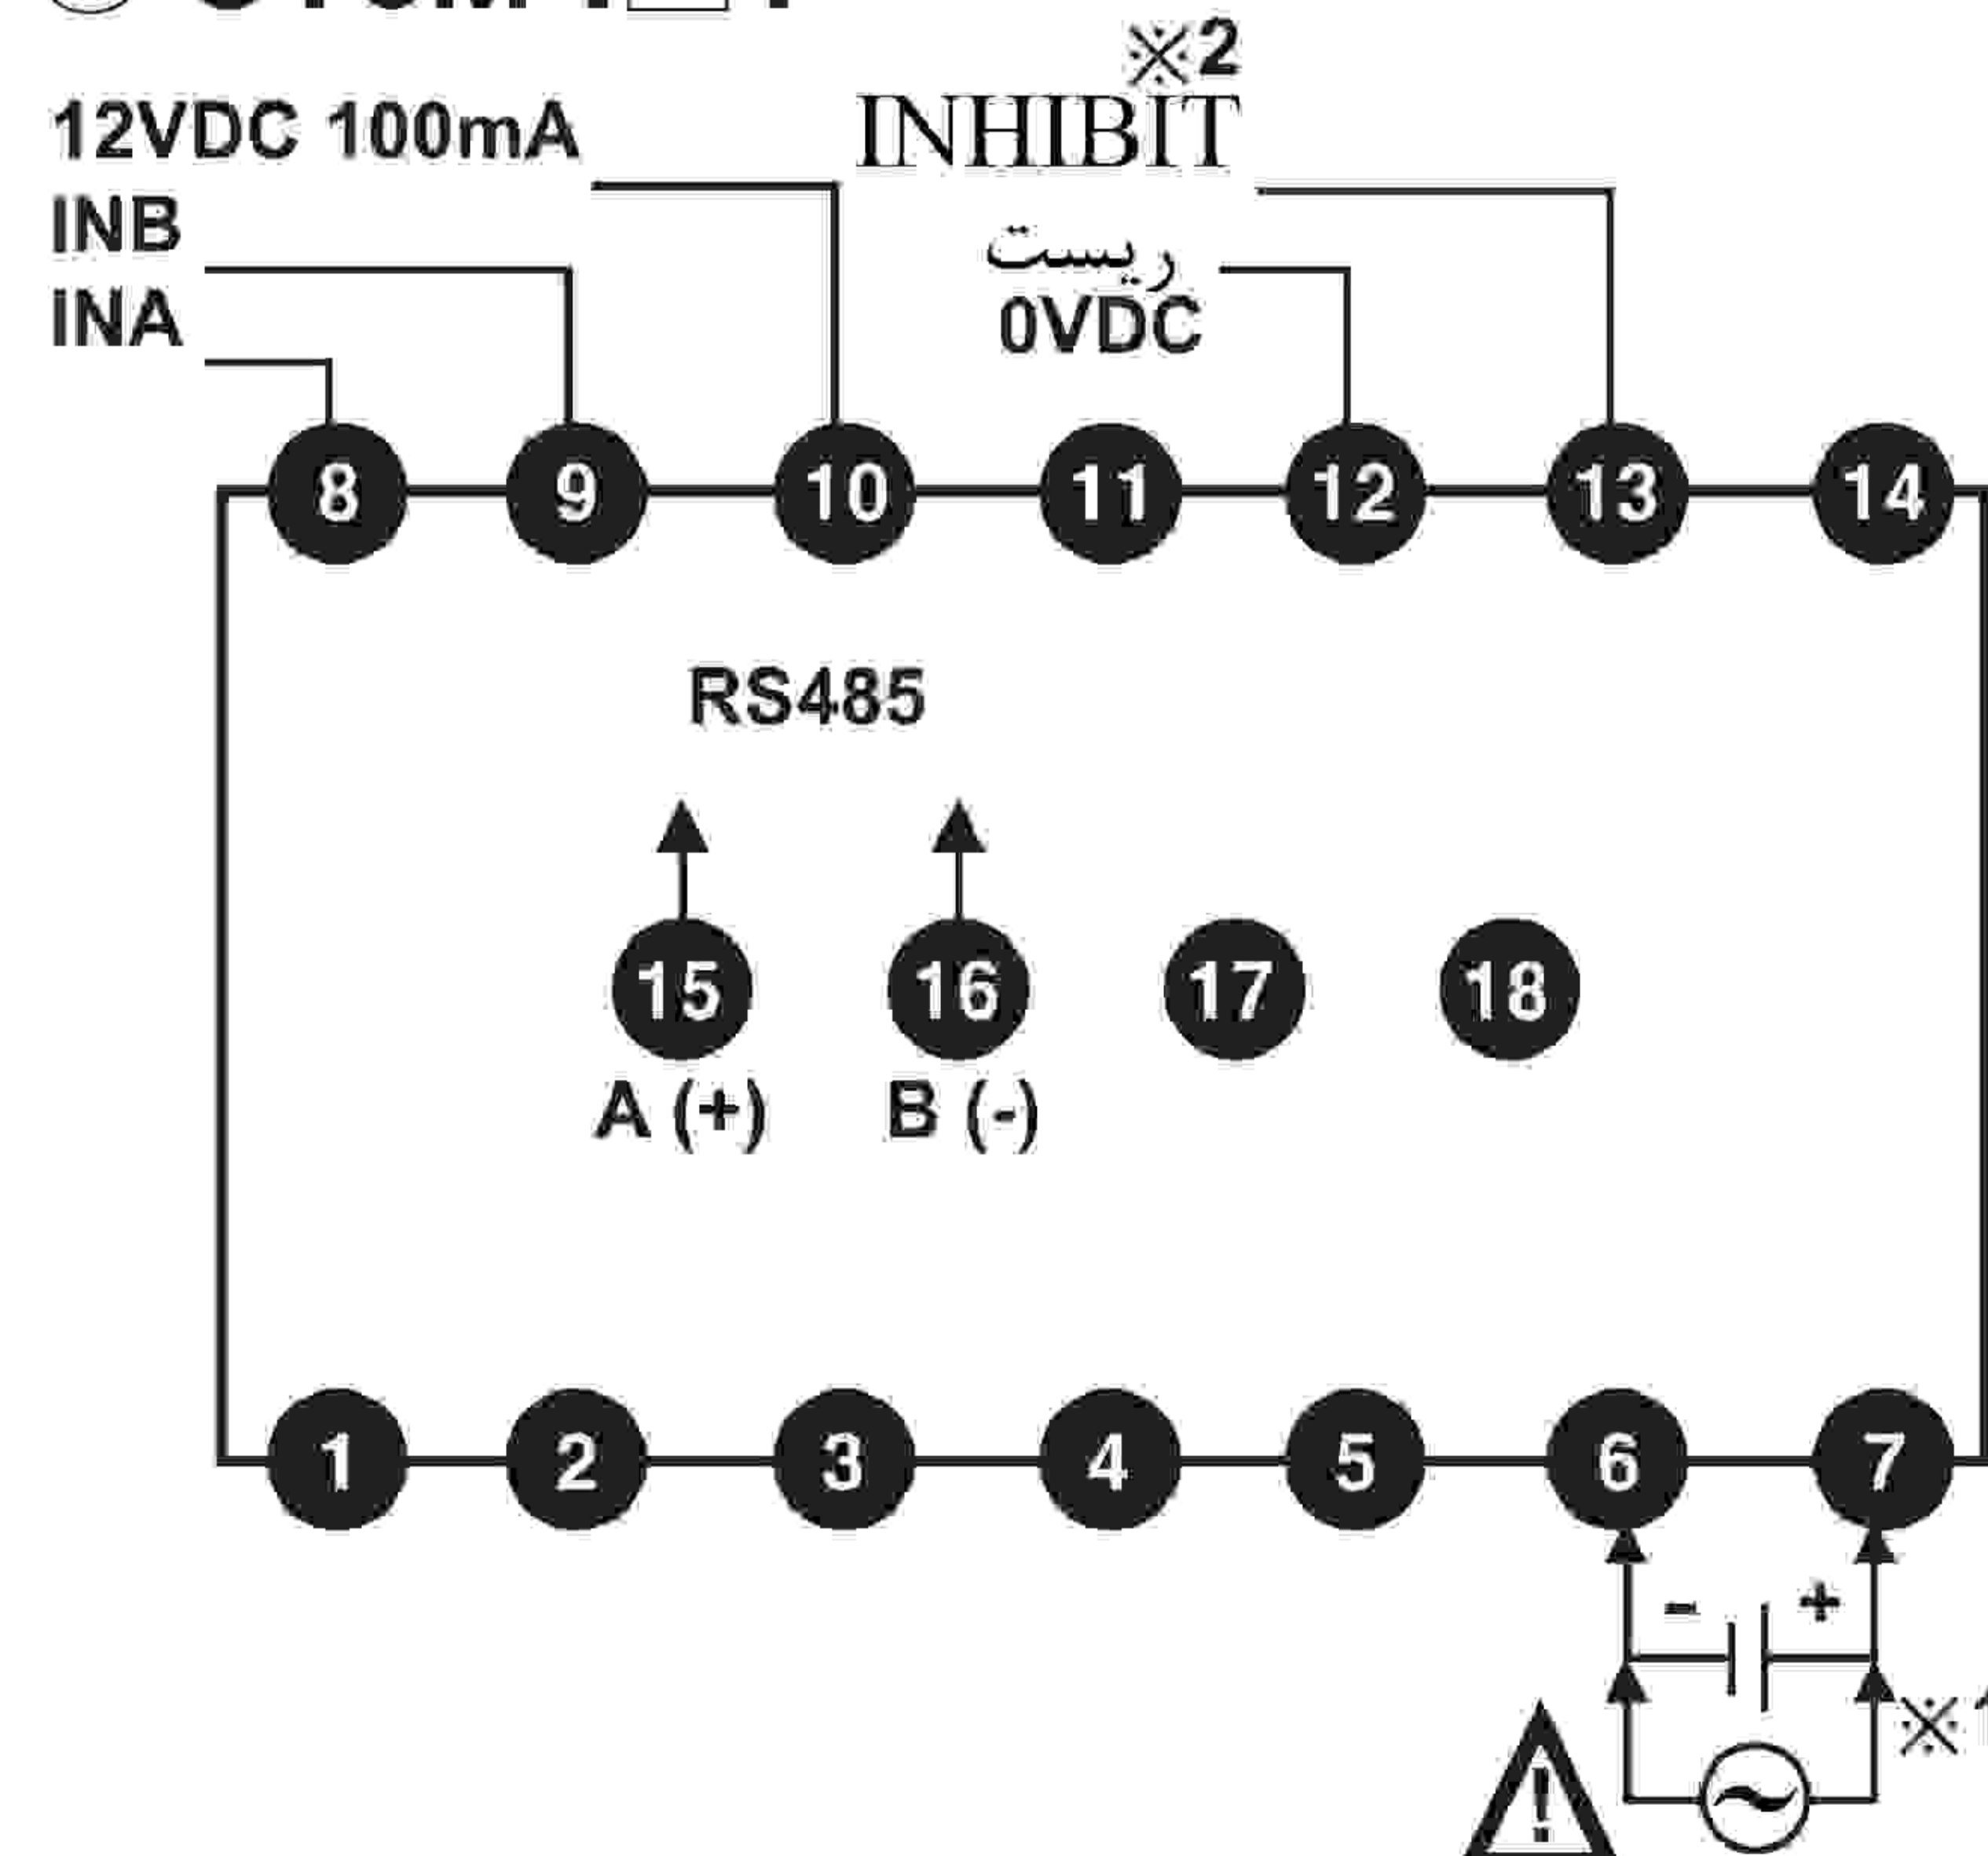 ※2
12VDC 100mA INHIBIT
INB ریست
INA 0VDC
8 9 10 11 12 13 14
RS485
15 16 17 18
A (+) B (-)
1 2 3 4 5 6 7
- +
!